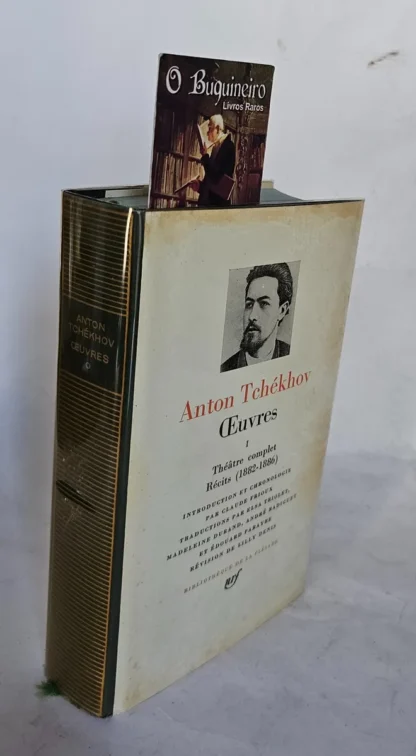 O Buquineiro
Livros Raros
ANTON
TCHÉKHOV
ŒUVRES
Anton Tchékhov
Œuvres
I
Théâtre complet
Récits (1882-1886)
INTRODUCTION ET CHRONOLOGIE
PAR CLAUDE FRIOUX
TRADUCTIONS PAR ELSA TRIOLET,
MADELEINE DURAND, ANDRÉ RADIGUET
ET ÉDOUARD PARAYRE
RÉVISION DE LILY DENIS
BIBLIOTHÈQUE DE LA PLÉIADE
nrf